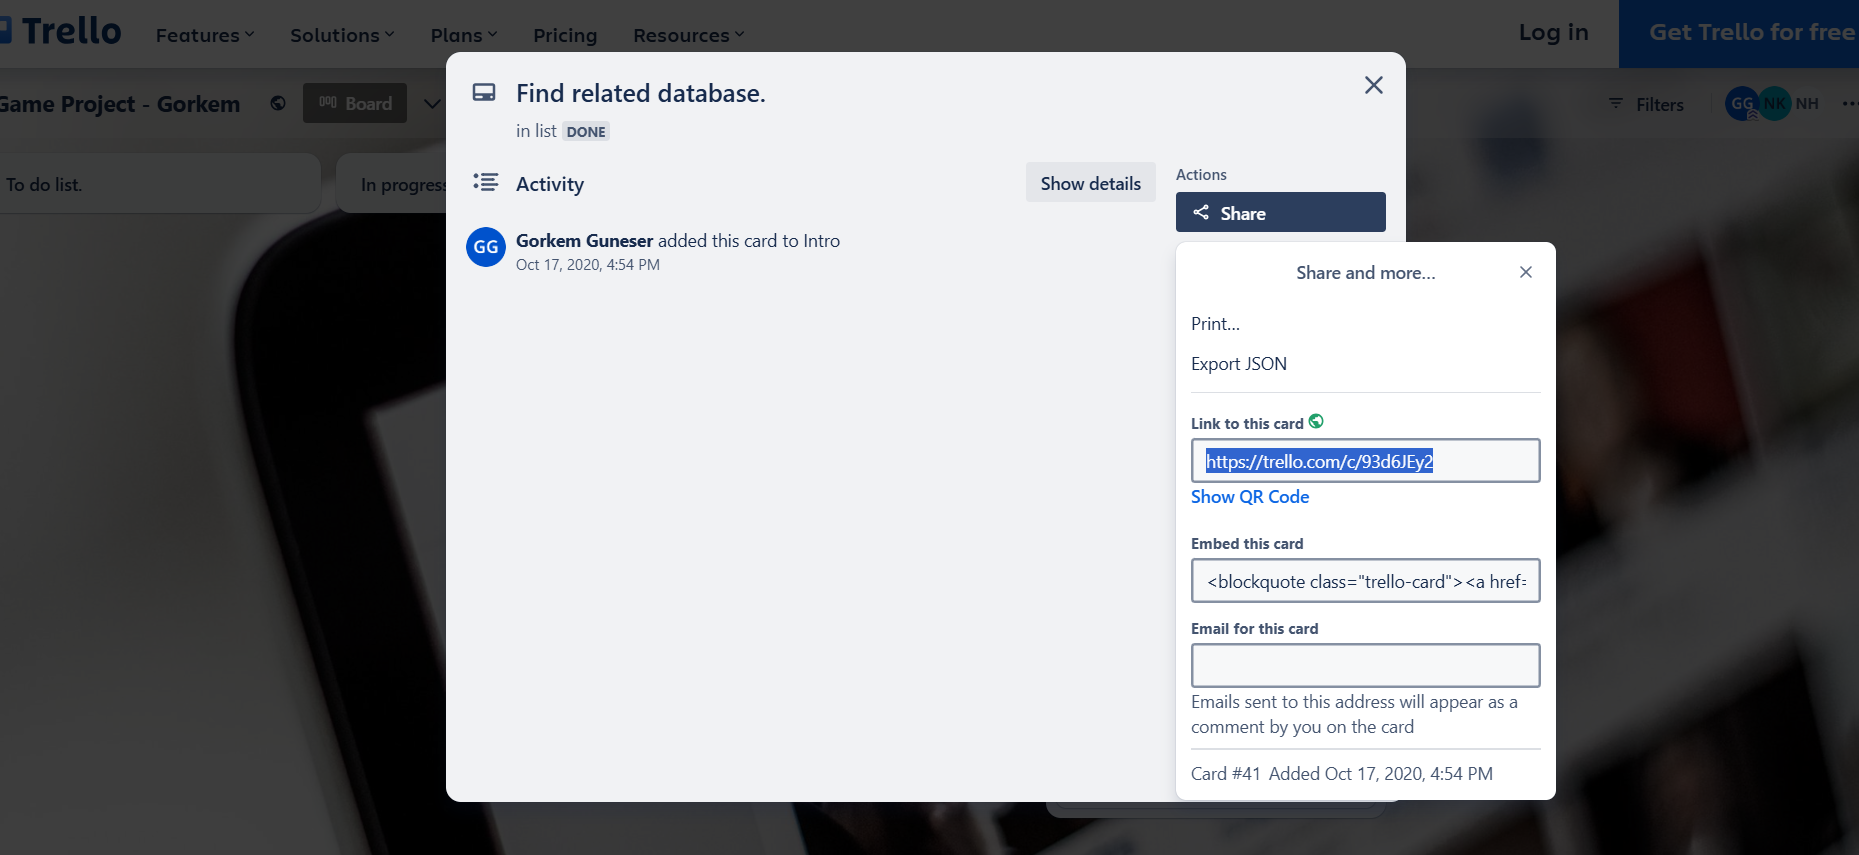 Trello
Features
Solutions
Plans
Pricing
Resources
Log in
Get Trello for free
Game Project - Gorkem
Board
Filters
GG
NK
NH
To do list.
In progress
Find related database.
in list DONE
Activity
Show details
GG
Gorkem Guneser added this card to Intro
Oct 17, 2020, 4:54 PM
Actions
Share
Share and more...
Print...
Export JSON
Link to this card
https://trello.com/c/93d6JEy2
Show QR Code
Embed this card
<blockquote class="trello-card"><a href=
Email for this card
Emails sent to this address will appear as a
comment by you on the card
Card #41 Added Oct 17, 2020, 4:54 PM